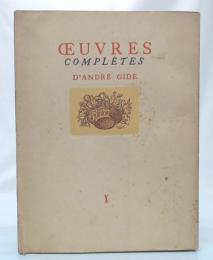 ŒUVRES
COMPLÈTES
D'ANDRÉ GIDE
X